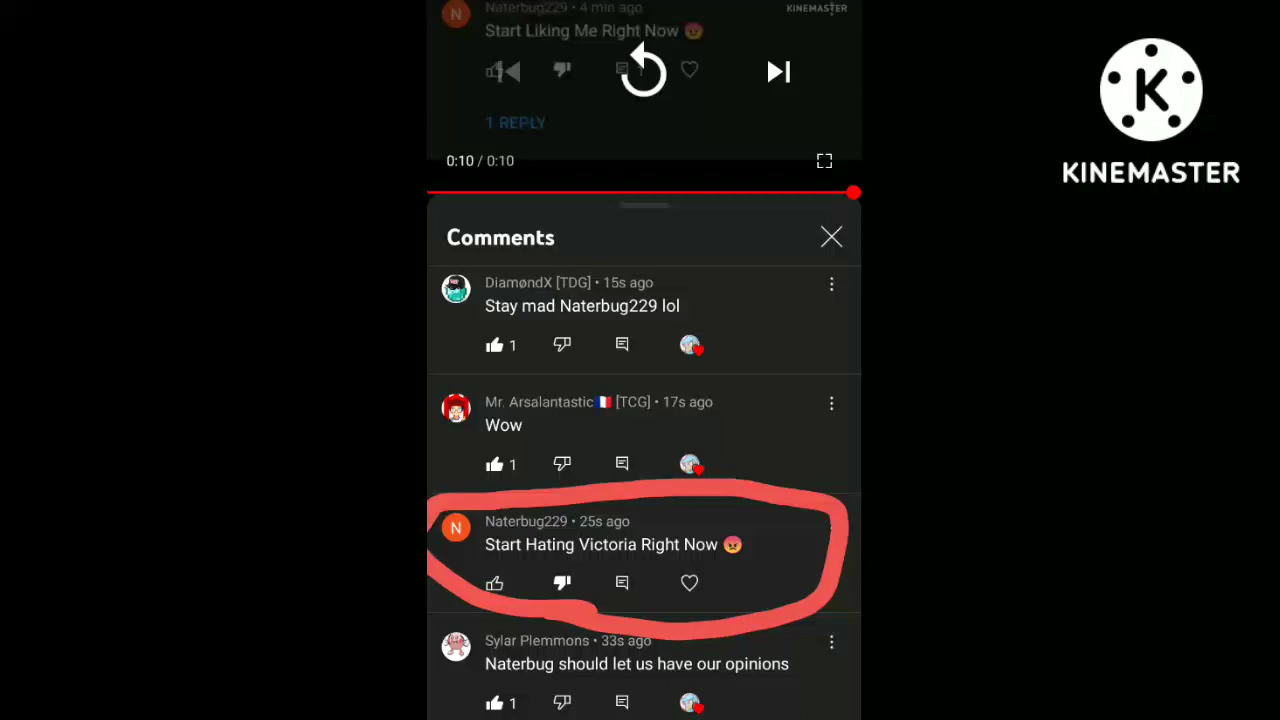 Naterbug229 • 4 min ago
KINEMASTER
Start Liking Me Right Now 😡
1
1 REPLY
0:10 / 0:10
K
KINEMASTER
Comments
DiamøndX [TDG] • 15s ago
Stay mad Naterbug229 lol
1
Mr. Arsalantastic🇫🇷 [TCG] • 17s ago
Wow
1
N
Naterbug229 • 25s ago
Start Hating Victoria Right Now 😡
Sylar Plemmons • 33s ago
Naterbug should let us have our opinions
1
N